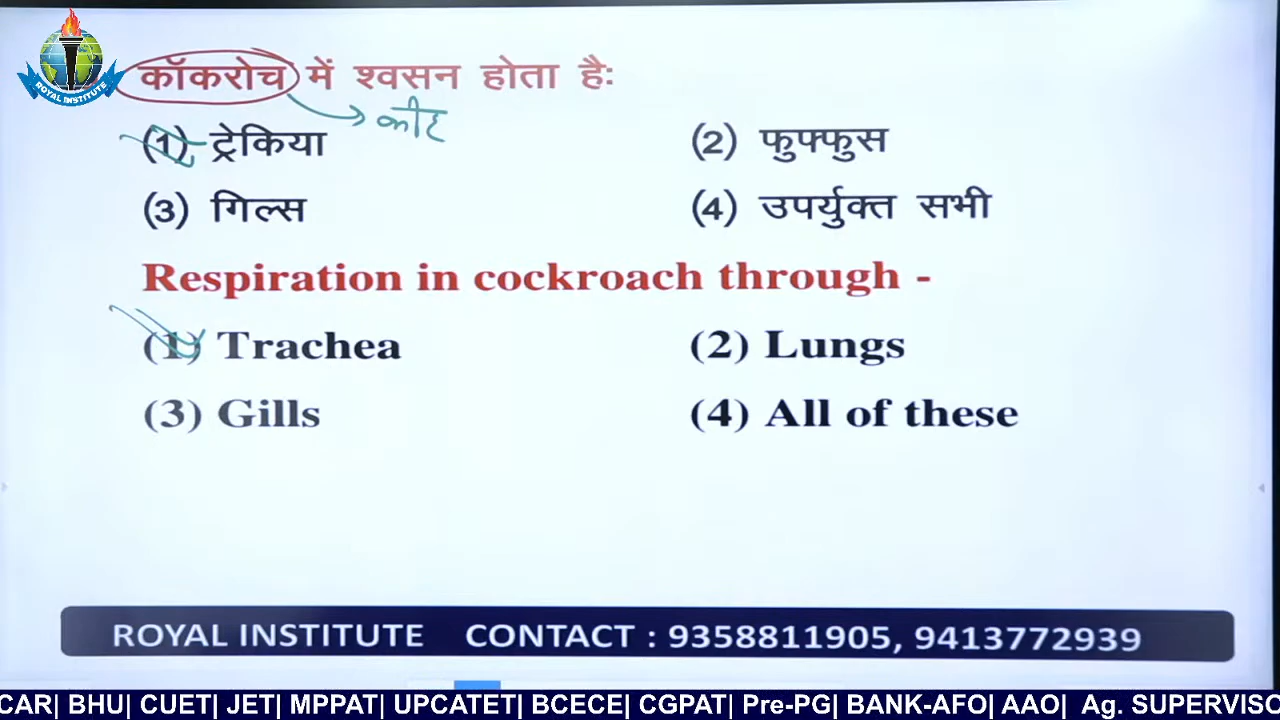 ROYAL INSTITUTE
कॉकरोच में श्वसन होता है:
कीट
(1) ट्रेकिया (2) फुफ्फुस
(3) गिल्स (4) उपर्युक्त सभी
Respiration in cockroach through -
(1) Trachea (2) Lungs
(3) Gills (4) All of these
ROYAL INSTITUTE CONTACT : 9358811905, 9413772939
CAR| BHU| CUET| JET| MPPAT| UPCATET| BCECE| CGPAT| Pre-PG| BANK-AFO| AAO| Ag. SUPERVISO